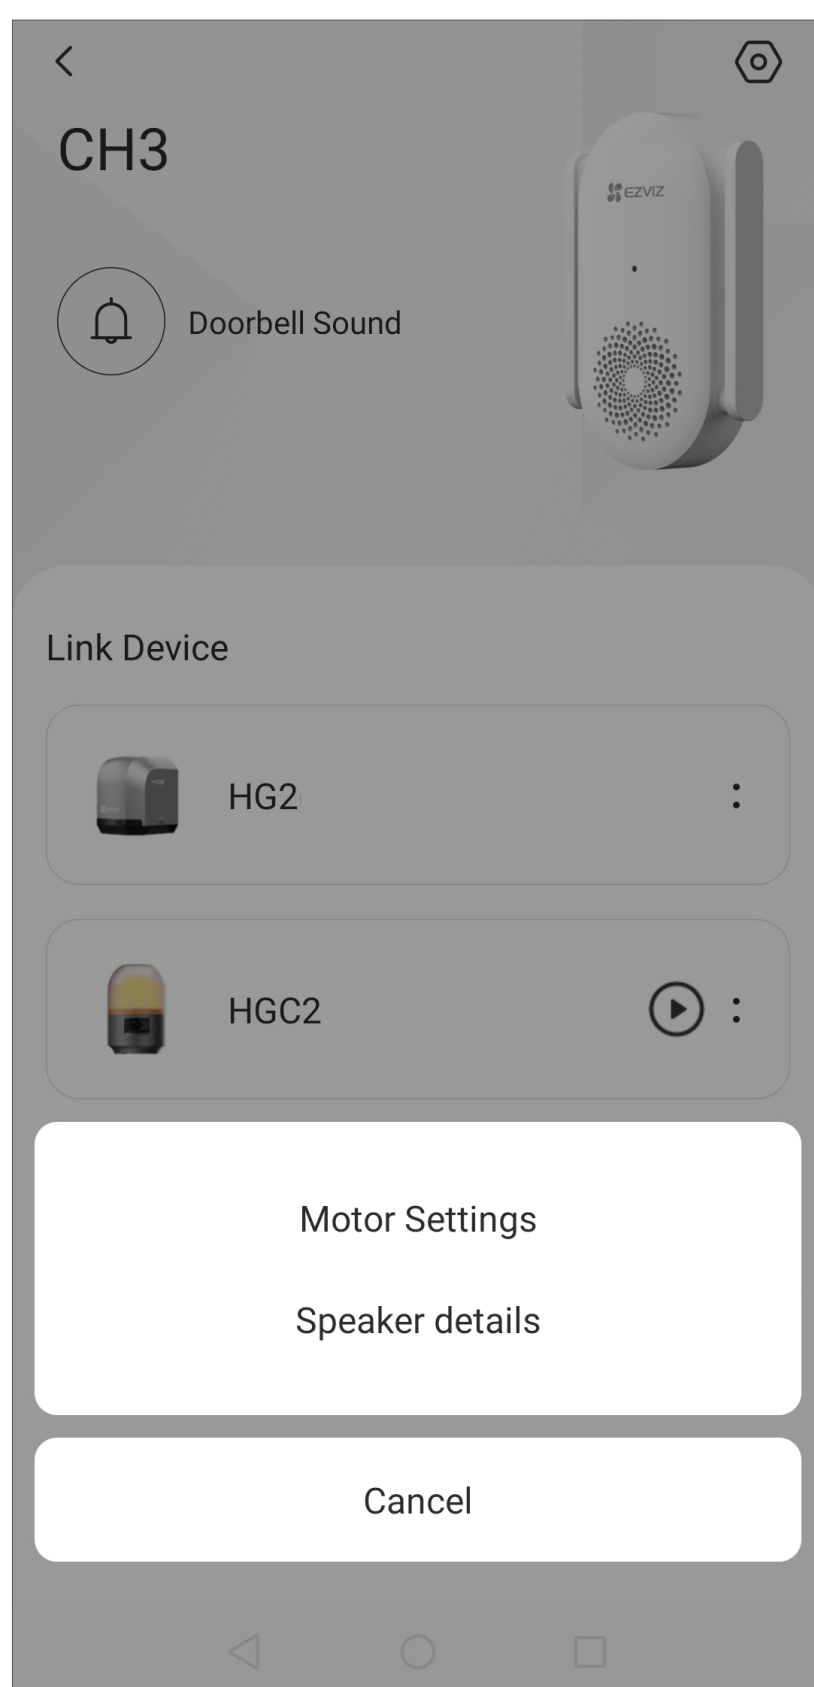 CH3
EZVIZ
Doorbell Sound
Link Device
HG2
HGC2
Motor Settings
Speaker details
Cancel